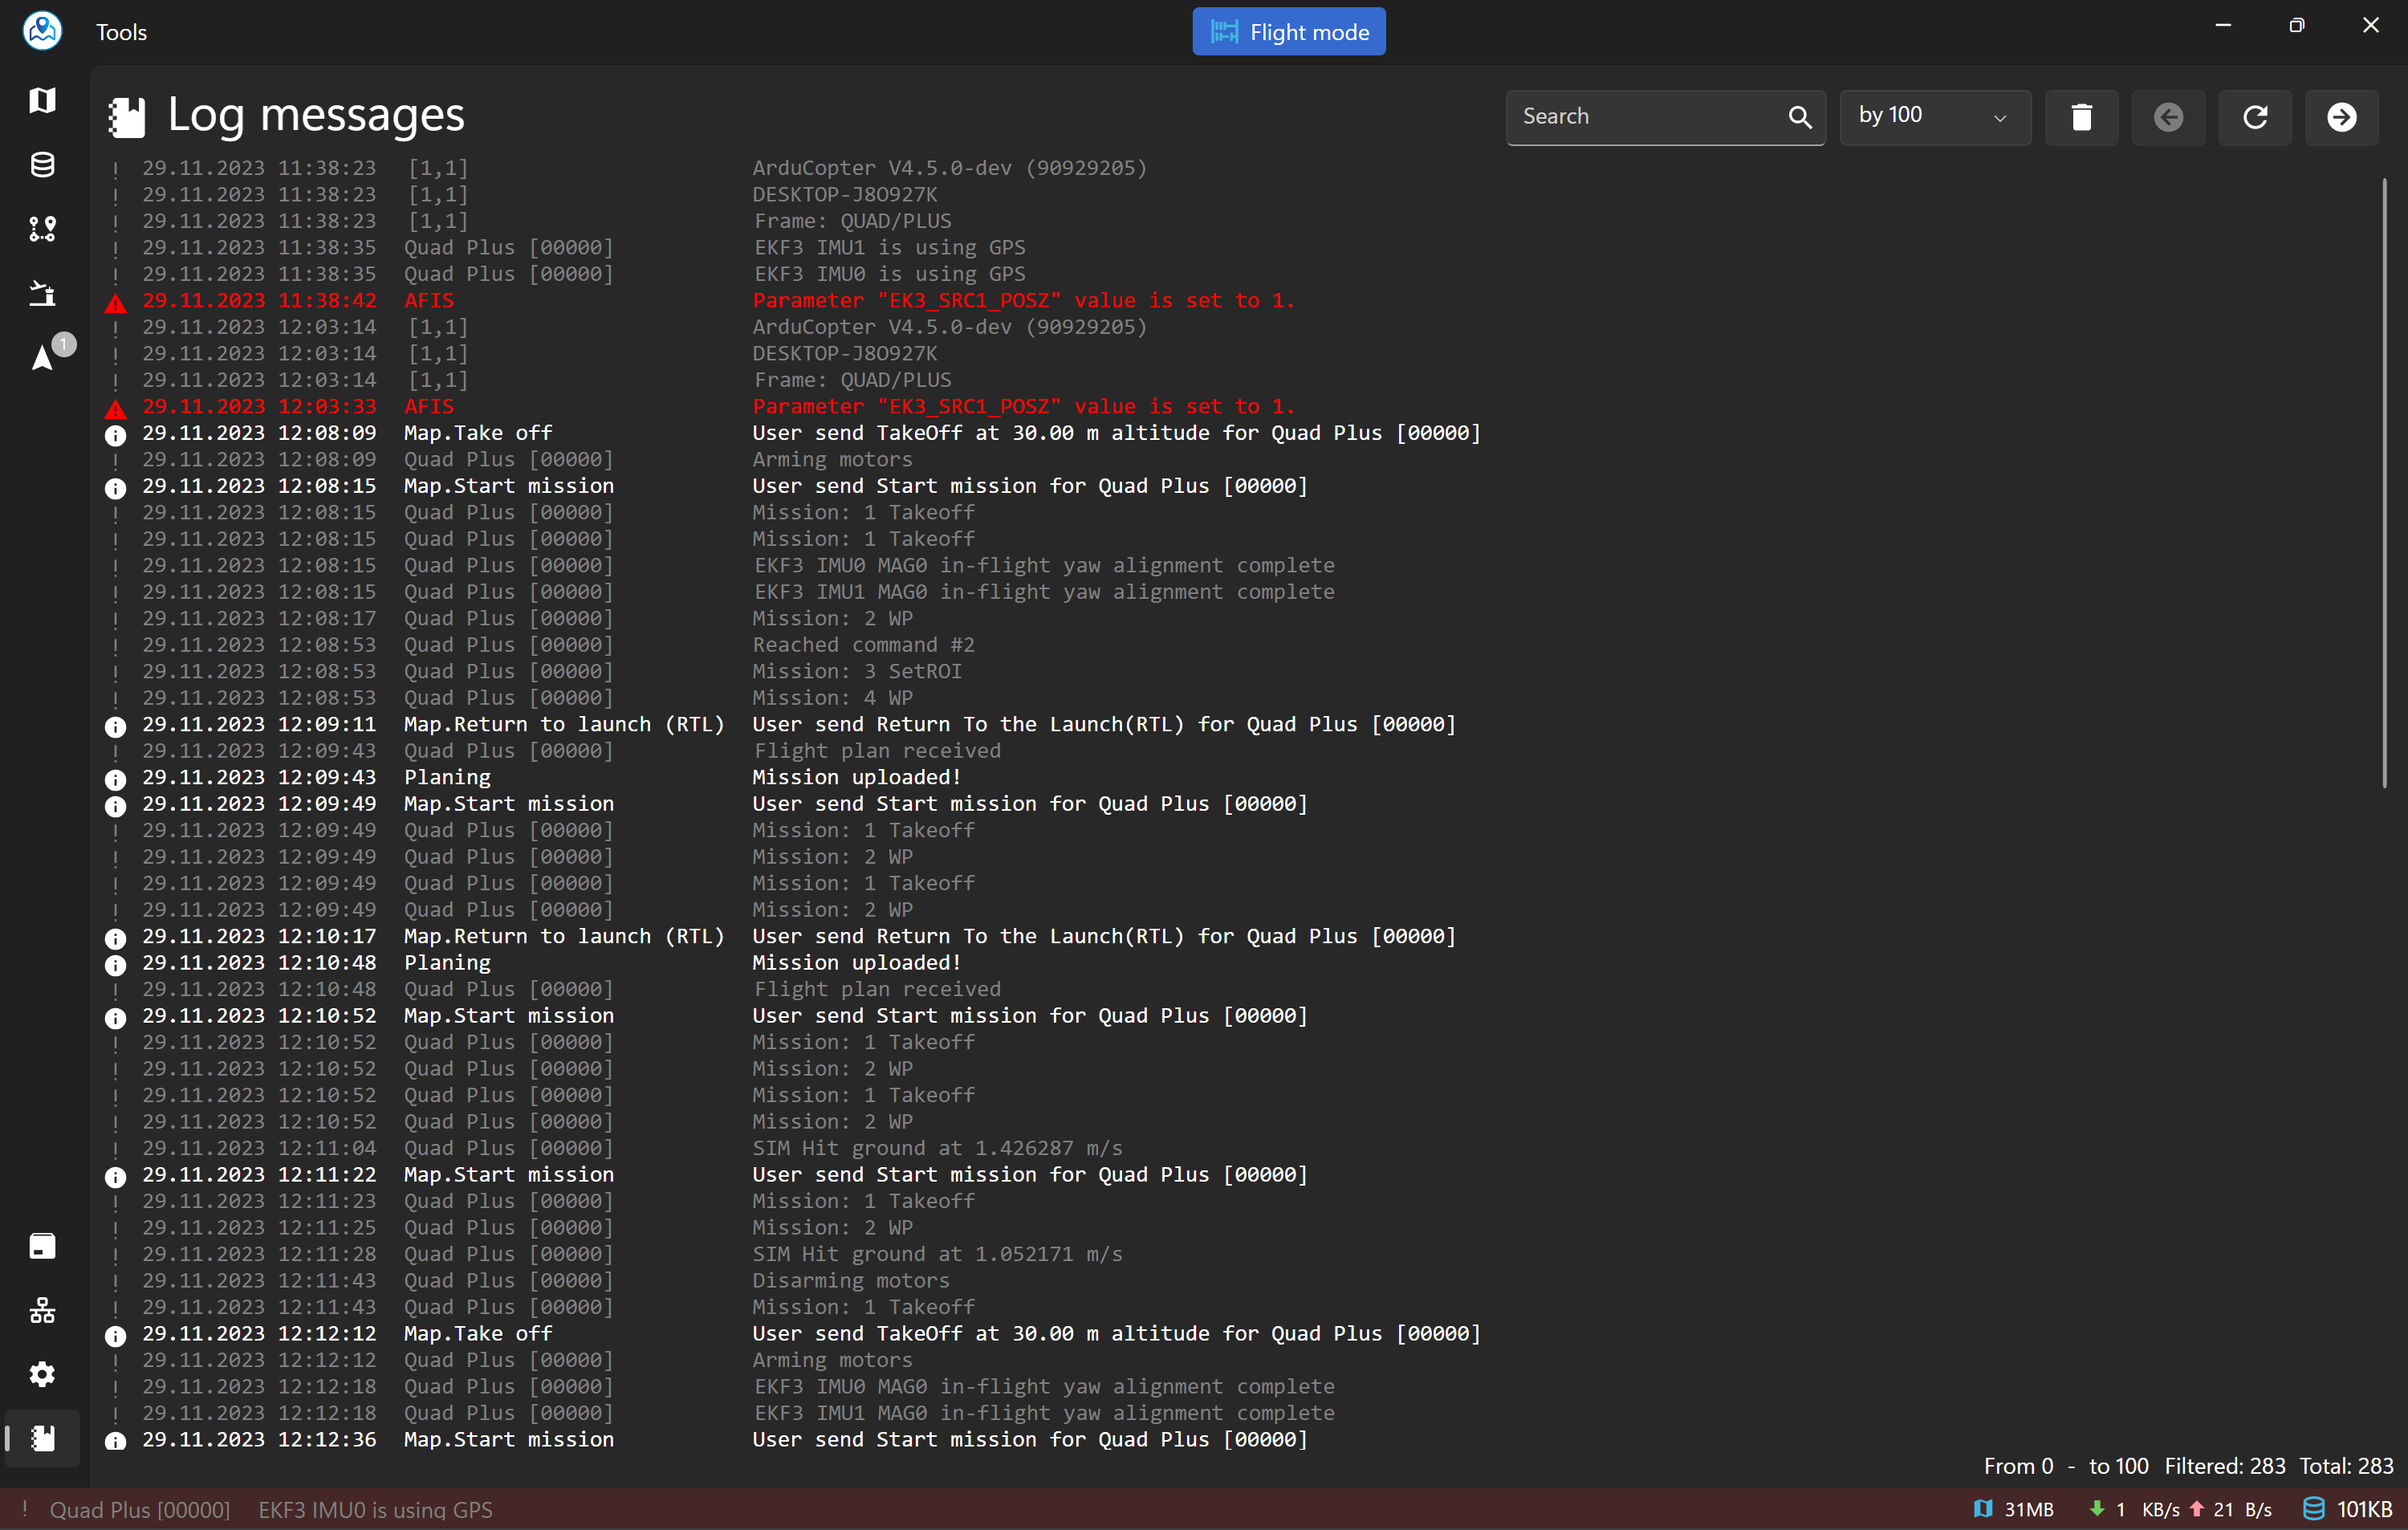 Tools
Flight mode
Log messages
Search
by 100
! 29.11.2023 11:38:23 [1,1] ArduCopter V4.5.0-dev (90929205)
! 29.11.2023 11:38:23 [1,1] DESKTOP-J8O927K
! 29.11.2023 11:38:23 [1,1] Frame: QUAD/PLUS
! 29.11.2023 11:38:35 Quad Plus [00000] EKF3 IMU1 is using GPS
! 29.11.2023 11:38:35 Quad Plus [00000] EKF3 IMU0 is using GPS
29.11.2023 11:38:42 AFIS Parameter "EK3_SRC1_POSZ" value is set to 1.
! 29.11.2023 12:03:14 [1,1] ArduCopter V4.5.0-dev (90929205)
! 29.11.2023 12:03:14 [1,1] DESKTOP-J8O927K
! 29.11.2023 12:03:14 [1,1] Frame: QUAD/PLUS
29.11.2023 12:03:33 AFIS Parameter "EK3_SRC1_POSZ" value is set to 1.
29.11.2023 12:08:09 Map.Take off User send TakeOff at 30.00 m altitude for Quad Plus [00000]
! 29.11.2023 12:08:09 Quad Plus [00000] Arming motors
29.11.2023 12:08:15 Map.Start mission User send Start mission for Quad Plus [00000]
! 29.11.2023 12:08:15 Quad Plus [00000] Mission: 1 Takeoff
! 29.11.2023 12:08:15 Quad Plus [00000] Mission: 1 Takeoff
! 29.11.2023 12:08:15 Quad Plus [00000] EKF3 IMU0 MAG0 in-flight yaw alignment complete
! 29.11.2023 12:08:15 Quad Plus [00000] EKF3 IMU1 MAG0 in-flight yaw alignment complete
! 29.11.2023 12:08:17 Quad Plus [00000] Mission: 2 WP
! 29.11.2023 12:08:53 Quad Plus [00000] Reached command #2
! 29.11.2023 12:08:53 Quad Plus [00000] Mission: 3 SetROI
! 29.11.2023 12:08:53 Quad Plus [00000] Mission: 4 WP
29.11.2023 12:09:11 Map.Return to launch (RTL) User send Return To the Launch(RTL) for Quad Plus [00000]
! 29.11.2023 12:09:43 Quad Plus [00000] Flight plan received
29.11.2023 12:09:43 Planing Mission uploaded!
29.11.2023 12:09:49 Map.Start mission User send Start mission for Quad Plus [00000]
! 29.11.2023 12:09:49 Quad Plus [00000] Mission: 1 Takeoff
! 29.11.2023 12:09:49 Quad Plus [00000] Mission: 2 WP
! 29.11.2023 12:09:49 Quad Plus [00000] Mission: 1 Takeoff
! 29.11.2023 12:09:49 Quad Plus [00000] Mission: 2 WP
29.11.2023 12:10:17 Map.Return to launch (RTL) User send Return To the Launch(RTL) for Quad Plus [00000]
29.11.2023 12:10:48 Planing Mission uploaded!
! 29.11.2023 12:10:48 Quad Plus [00000] Flight plan received
29.11.2023 12:10:52 Map.Start mission User send Start mission for Quad Plus [00000]
! 29.11.2023 12:10:52 Quad Plus [00000] Mission: 1 Takeoff
! 29.11.2023 12:10:52 Quad Plus [00000] Mission: 2 WP
! 29.11.2023 12:10:52 Quad Plus [00000] Mission: 1 Takeoff
! 29.11.2023 12:10:52 Quad Plus [00000] Mission: 2 WP
! 29.11.2023 12:11:04 Quad Plus [00000] SIM Hit ground at 1.426287 m/s
29.11.2023 12:11:22 Map.Start mission User send Start mission for Quad Plus [00000]
! 29.11.2023 12:11:23 Quad Plus [00000] Mission: 1 Takeoff
! 29.11.2023 12:11:25 Quad Plus [00000] Mission: 2 WP
! 29.11.2023 12:11:28 Quad Plus [00000] SIM Hit ground at 1.052171 m/s
! 29.11.2023 12:11:43 Quad Plus [00000] Disarming motors
! 29.11.2023 12:11:43 Quad Plus [00000] Mission: 1 Takeoff
29.11.2023 12:12:12 Map.Take off User send TakeOff at 30.00 m altitude for Quad Plus [00000]
! 29.11.2023 12:12:12 Quad Plus [00000] Arming motors
! 29.11.2023 12:12:18 Quad Plus [00000] EKF3 IMU0 MAG0 in-flight yaw alignment complete
! 29.11.2023 12:12:18 Quad Plus [00000] EKF3 IMU1 MAG0 in-flight yaw alignment complete
29.11.2023 12:12:36 Map.Start mission User send Start mission for Quad Plus [00000]
1
From 0 - to 100 Filtered: 283 Total: 283
! Quad Plus [00000] EKF3 IMU0 is using GPS 31MB 1 KB/s 21 B/s 101KB